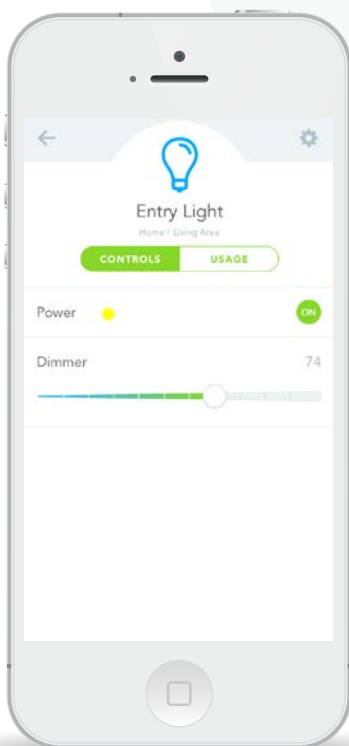 Entry Light
Home / Living Area
CONTROLS USAGE
Power ON
Dimmer 74